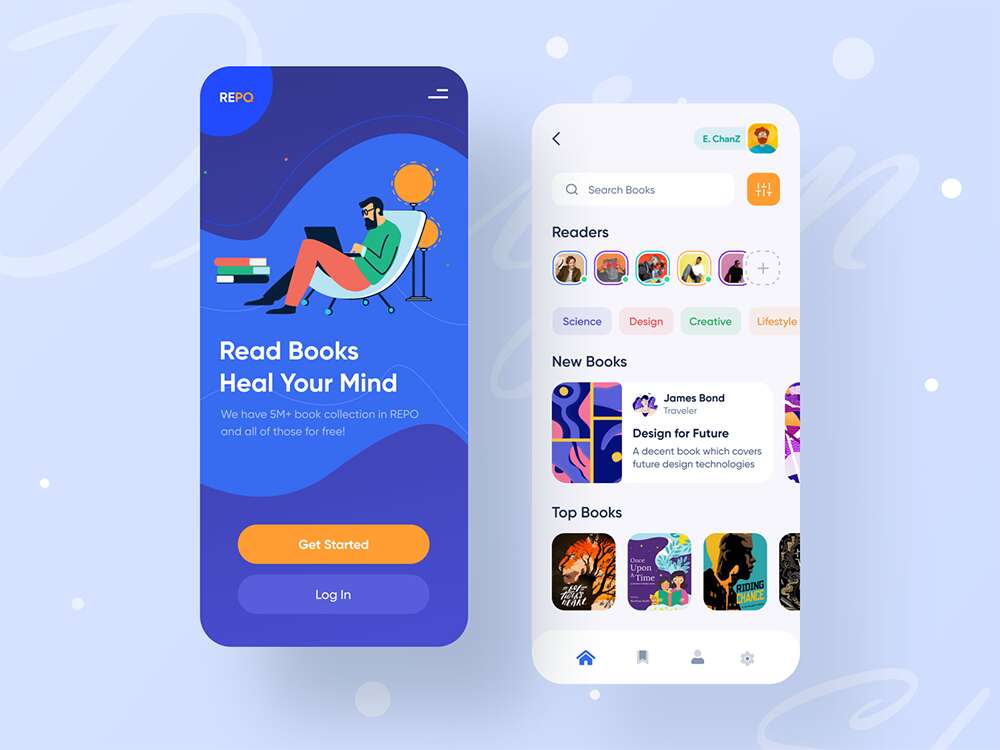 REPO
Read Books
Heal Your Mind
We have 5M+ book collection in REPO
and all of those for free!
Get Started
Log In
E. ChanZ
Search Books
Readers
Science
Design
Creative
Lifestyle
New Books
James Bond
Traveler
Design for Future
A decent book which covers
future design technologies
Top Books
Once
Upon
A
Time
RIDING
CHANCE